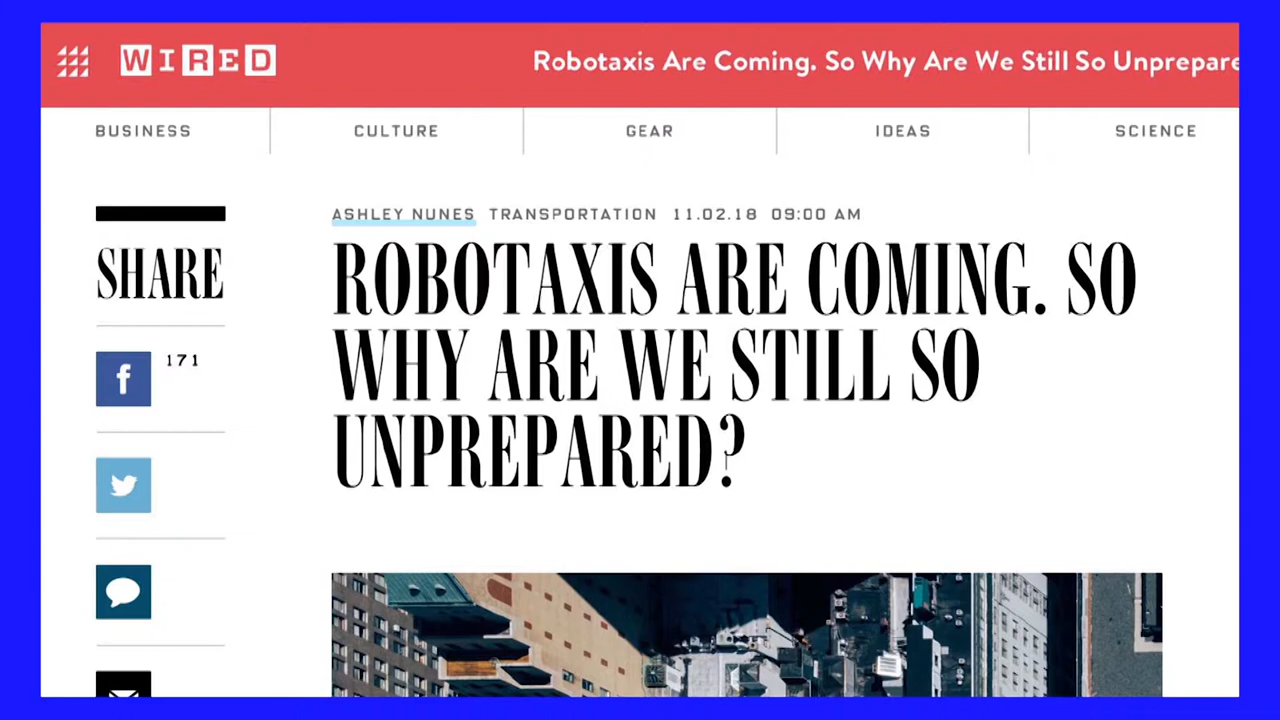 WIRED
Robotaxis Are Coming. So Why Are We Still So Unprepare
BUSINESS
CULTURE
GEAR
IDEAS
SCIENCE
ASHLEY NUNES TRANSPORTATION 11.02.18 09:00 AM
SHARE
171
ROBOTAXIS ARE COMING. SO
WHY ARE WE STILL SO
UNPREPARED?